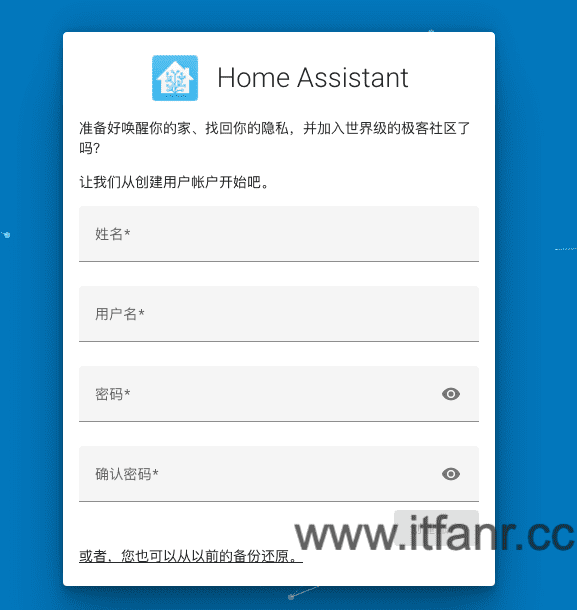 Home Assistant
准备好唤醒你的家、找回你的隐私，并加入世界级的极客社区了
吗？
让我们从创建用户帐户开始吧。
姓名*
用户名*
密码*
确认密码*
www.itfanr.cc
或者，您也可以从以前的备份还原。